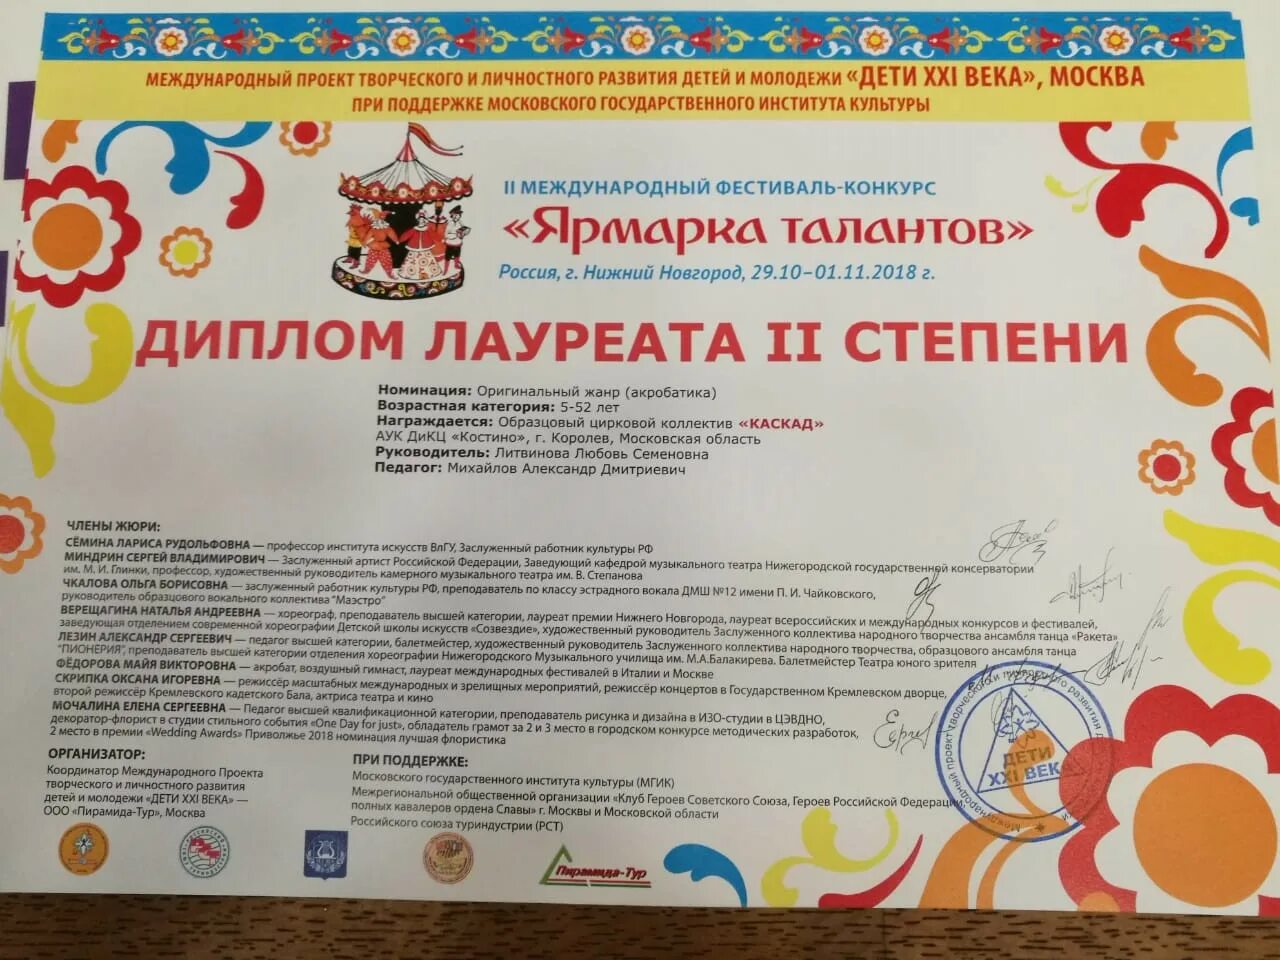 МЕЖДУНАРОДНЫЙ ПРОЕКТ ТВОРЧЕСКОГО И ЛИЧНОСТНОГО РАЗВИТИЯ ДЕТЕЙ И МОЛОДЕЖИ «ДЕТИ XXI ВЕКА», МОСКВА
ПРИ ПОДДЕРЖКЕ МОСКОВСКОГО ГОСУДАРСТВЕННОГО ИНСТИТУТА КУЛЬТУРЫ
II МЕЖДУНАРОДНЫЙ ФЕСТИВАЛЬ-КОНКУРС
«Ярмарка талантов»
Россия, г. Нижний Новгород, 29.10–01.11.2018 г.
ДИПЛОМ ЛАУРЕАТА II СТЕПЕНИ
Номинация: Оригинальный жанр (акробатика)
Возрастная категория: 5-52 лет
Награждается: Образцовый цирковой коллектив «КАСКАД»
АУК ДиКЦ «Костино», г. Королев, Московская область
Руководитель: Литвинова Любовь Семеновна
Педагог: Михайлов Александр Дмитриевич
ЧЛЕНЫ ЖЮРИ:
СЁМИНА ЛАРИСА РУДОЛЬФОВНА — профессор института искусств ВлГУ, Заслуженный работник культуры РФ
МИНДРИН СЕРГЕЙ ВЛАДИМИРОВИЧ — Заслуженный артист Российской Федерации, Заведующий кафедрой музыкального театра Нижегородской государственной консерватории
им. М. И. Глинки, профессор, художественный руководитель камерного музыкального театра им. В. Степанова
ЧКАЛОВА ОЛЬГА БОРИСОВНА — заслуженный работник культуры РФ, преподаватель по классу эстрадного вокала ДМШ №12 имени П. И. Чайковского,
руководитель образцового вокального коллектива "Маэстро"
ВЕРЕЩАГИНА НАТАЛЬЯ АНДРЕЕВНА — хореограф, преподаватель высшей категории, лауреат премии Нижнего Новгорода, лауреат всероссийских и международных конкурсов и фестивалей,
заведующая отделением современной хореографии Детской школы искусств «Созвездие», художественный руководитель Заслуженного коллектива народного творчества ансамбля танца «Ракета»
ЛЕЗИН АЛЕКСАНДР СЕРГЕЕВИЧ — педагог высшей категории, балетмейстер, художественный руководитель Заслуженного коллектива народного творчества, образцового ансамбля танца
"ПИОНЕРИЯ", преподаватель высшей категории отделения хореографии Нижегородского Музыкального училища им. М.А.Балакирева. Балетмейстер Театра юного зрителя
ФЁДОРОВА МАЙЯ ВИКТОРОВНА — акробат, воздушный гимнаст, лауреат международных фестивалей в Италии и Москве
СКРИПКА ОКСАНА ИГОРЕВНА — режиссёр масштабных международных и зрелищных мероприятий, режиссёр концертов в Государственном Кремлевском дворце,
второй режиссёр Кремлевского кадетского Бала, актриса театра и кино
МОЧАЛИНА ЕЛЕНА СЕРГЕЕВНА — Педагог высшей квалификационной категории, преподаватель рисунка и дизайна в ИЗО-студии в ЦЭВДНО,
декоратор-флорист в студии стильного события «One Day for just», обладатель грамот за 2 и 3 место в городском конкурсе методических разработок,
2 место в премии «Wedding Awards» Приволжье 2018 номинация лучшая флористика
ОРГАНИЗАТОР:
Координатор Международного Проекта
творческого и личностного развития
детей и молодежи «ДЕТИ XXI ВЕКА» —
ООО «Пирамида-Тур», Москва
ПРИ ПОДДЕРЖКЕ:
Московского государственного института культуры (МГИК)
Межрегиональной общественной организации «Клуб Героев Советского Союза, Героев Российской Федерации,
полных кавалеров ордена Славы» г. Москвы и Московской области
Российского союза туриндустрии (РСТ)
ДЕТИ
XXI ВЕКА
Пирамида-Тур